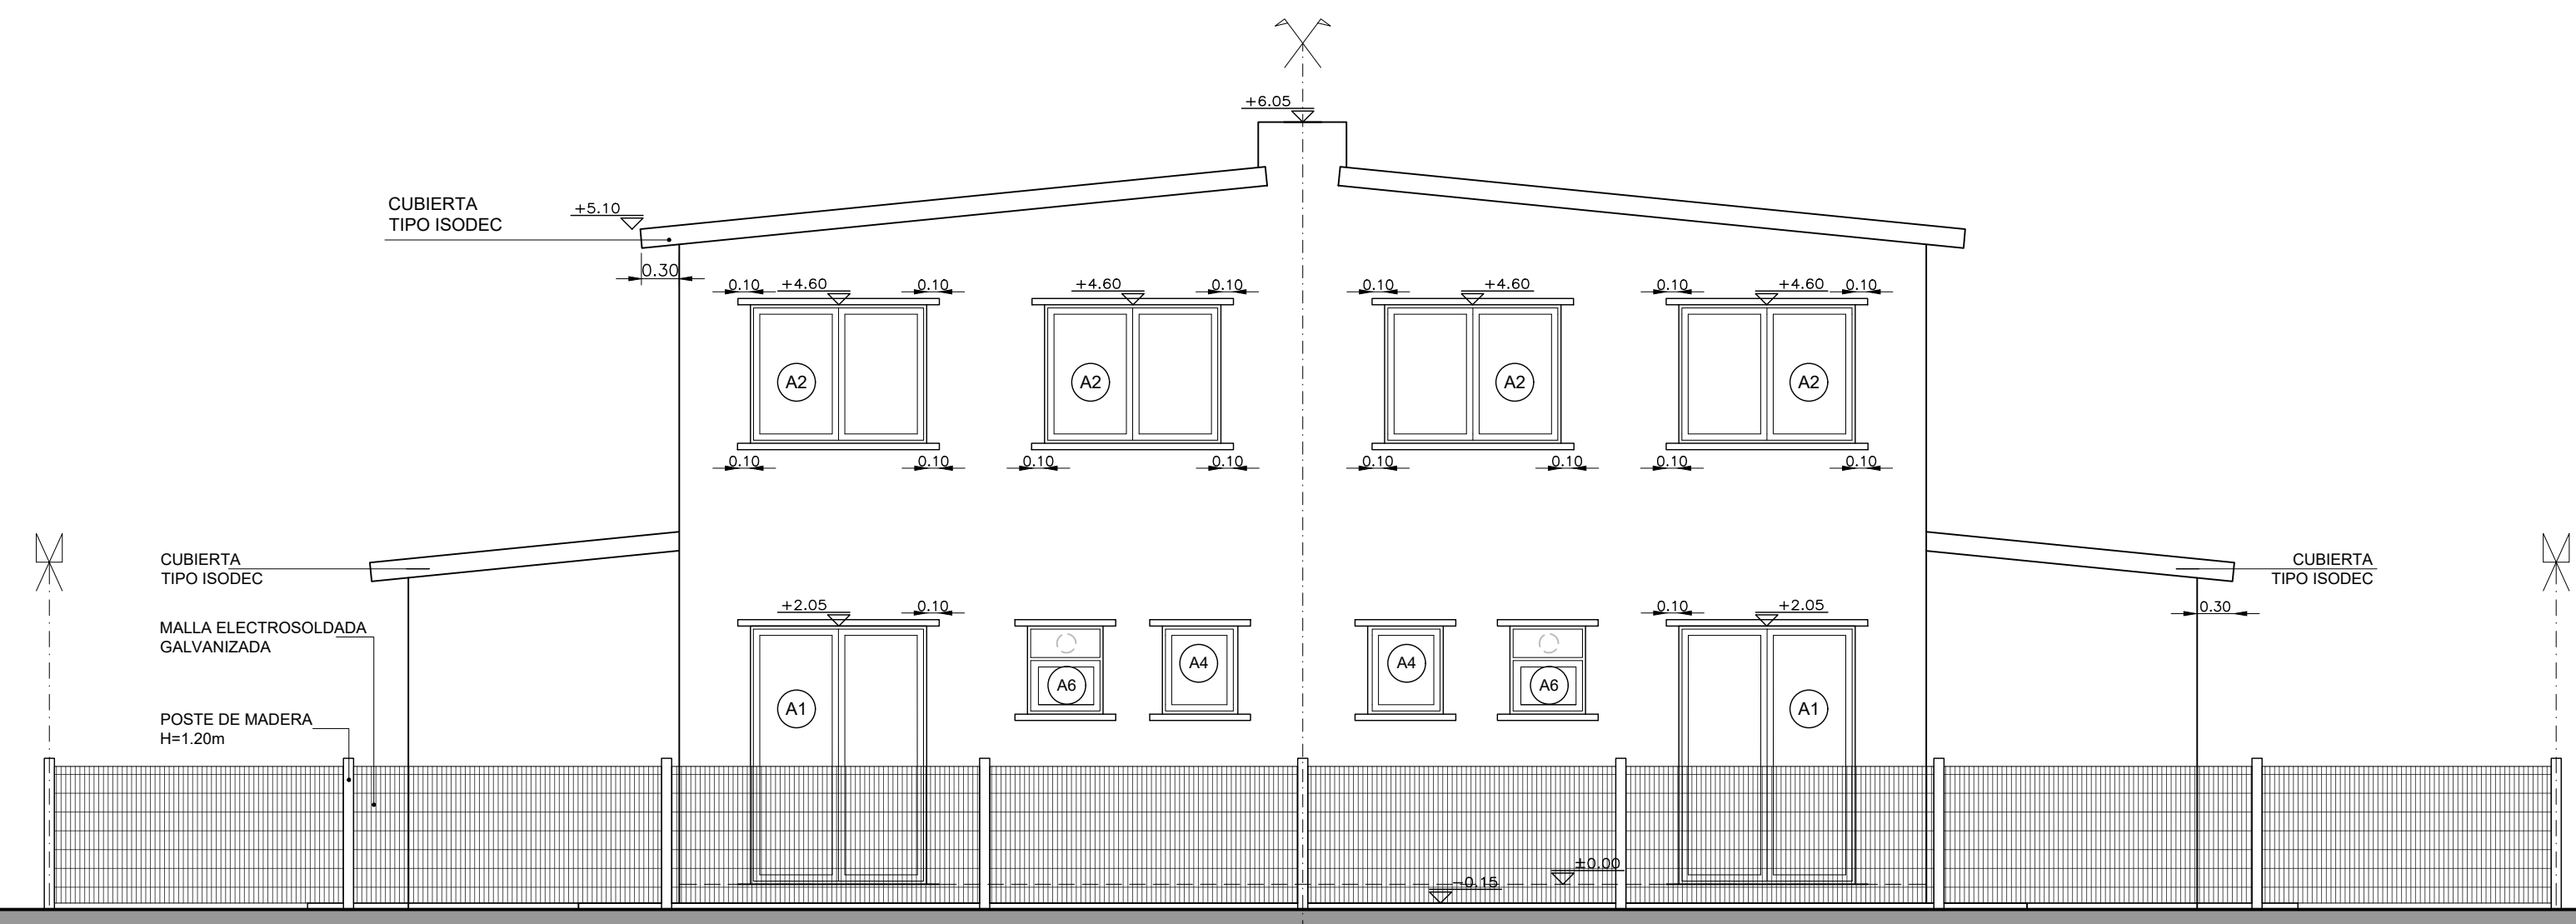 +6.05
CUBIERTA
TIPO ISODEC
+5.10
0.30
0.10 +4.60 0.10 +4.60 0.10 0.10 +4.60 0.10 +4.60 0.10
A2 A2 A2 A2
0.10 0.10 0.10 0.10 0.10 0.10 0.10 0.10
CUBIERTA
TIPO ISODEC
CUBIERTA
TIPO ISODEC
+2.05 0.10 0.10 +2.05 0.30
MALLA ELECTROSOLDADA
GALVANIZADA
A6 A4 A4 A6
A1 A1
POSTE DE MADERA
H=1.20m
±0.00
-0.15